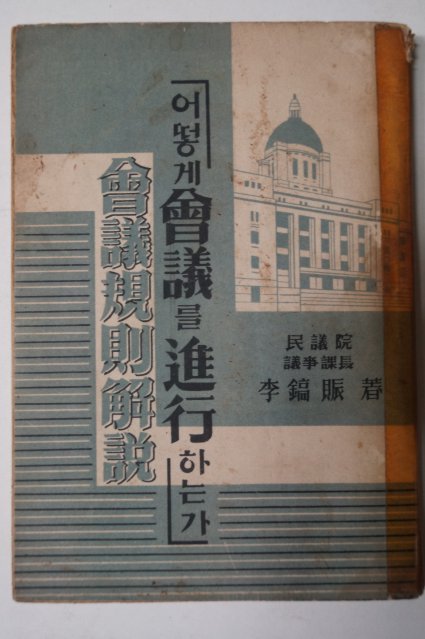 「어떻게會議를進行하는가」
會議規則解説
民議院
議事課長
李鎬賑 著